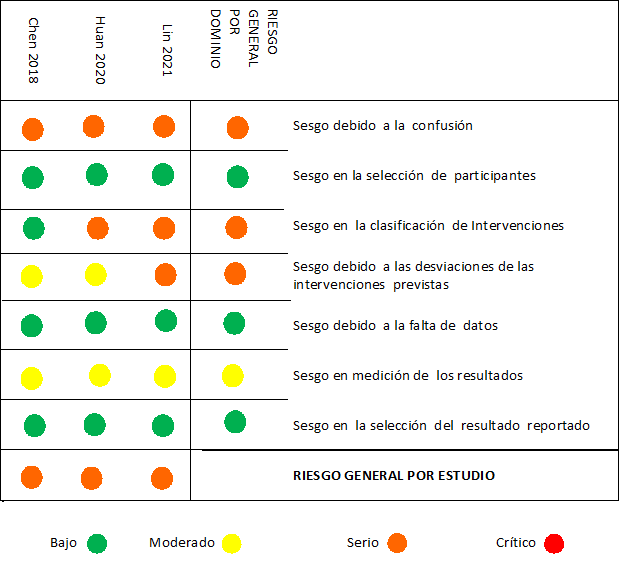 Chen 2018
Huan 2020
Lin 2021
RIESGO
GENERAL
POR
DOMINIO
Sesgo debido a la confusión
Sesgo en la selección de participantes
Sesgo en la clasificación de Intervenciones
Sesgo debido a las desviaciones de las
intervenciones previstas
Sesgo debido a la falta de datos
Sesgo en medición de los resultados
Sesgo en la selección del resultado reportado
RIESGO GENERAL POR ESTUDIO
Bajo
Moderado
Serio
Crítico